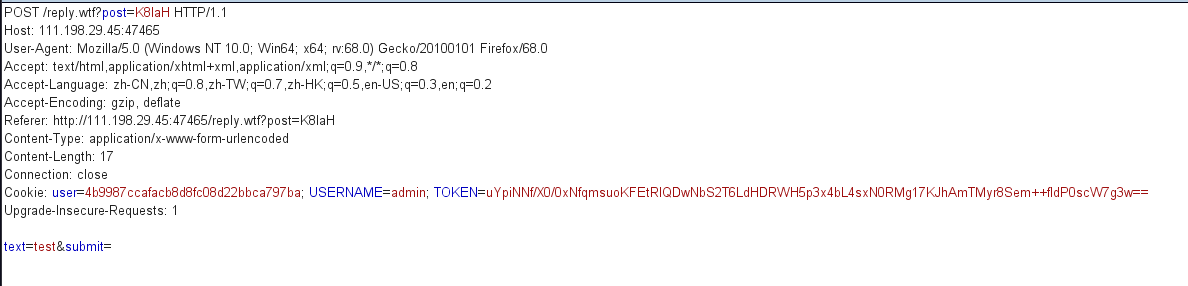 POST /reply.wtf?post=K8laH HTTP/1.1
Host: 111.198.29.45:47465
User-Agent: Mozilla/5.0 (Windows NT 10.0; Win64; x64; rv:68.0) Gecko/20100101 Firefox/68.0
Accept: text/html,application/xhtml+xml,application/xml;q=0.9,*/*;q=0.8
Accept-Language: zh-CN,zh;q=0.8,zh-TW;q=0.7,zh-HK;q=0.5,en-US;q=0.3,en;q=0.2
Accept-Encoding: gzip, deflate
Referer: http://111.198.29.45:47465/reply.wtf?post=K8laH
Content-Type: application/x-www-form-urlencoded
Content-Length: 17
Connection: close
Cookie: user=4b9987ccafacb8d8fc08d22bbca797ba; USERNAME=admin; TOKEN=uYpiNNf/X0/0xNfqmsuoKFEtRlQDwNbS2T6LdHDRWH5p3x4bL4sxN0RMg17KJhAmTMyr8Sem++fldP0scW7g3w==
Upgrade-Insecure-Requests: 1
text=test&submit=